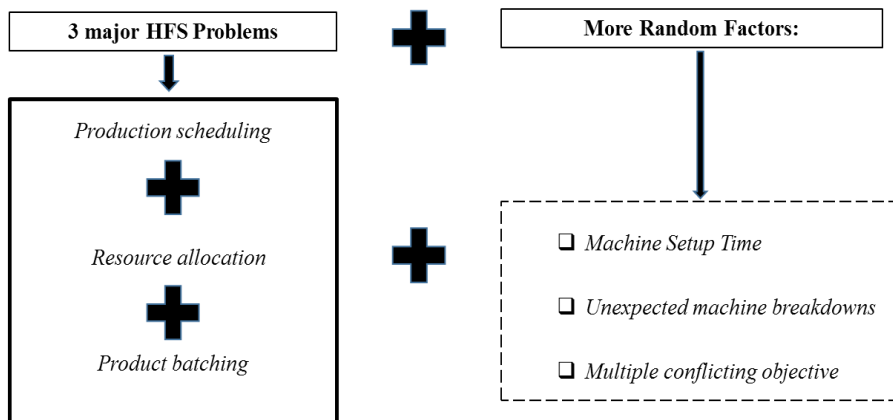 3 major HFS Problems
Production scheduling
Resource allocation
Product batching
More Random Factors:
Machine Setup Time
Unexpected machine breakdowns
Multiple conflicting objective